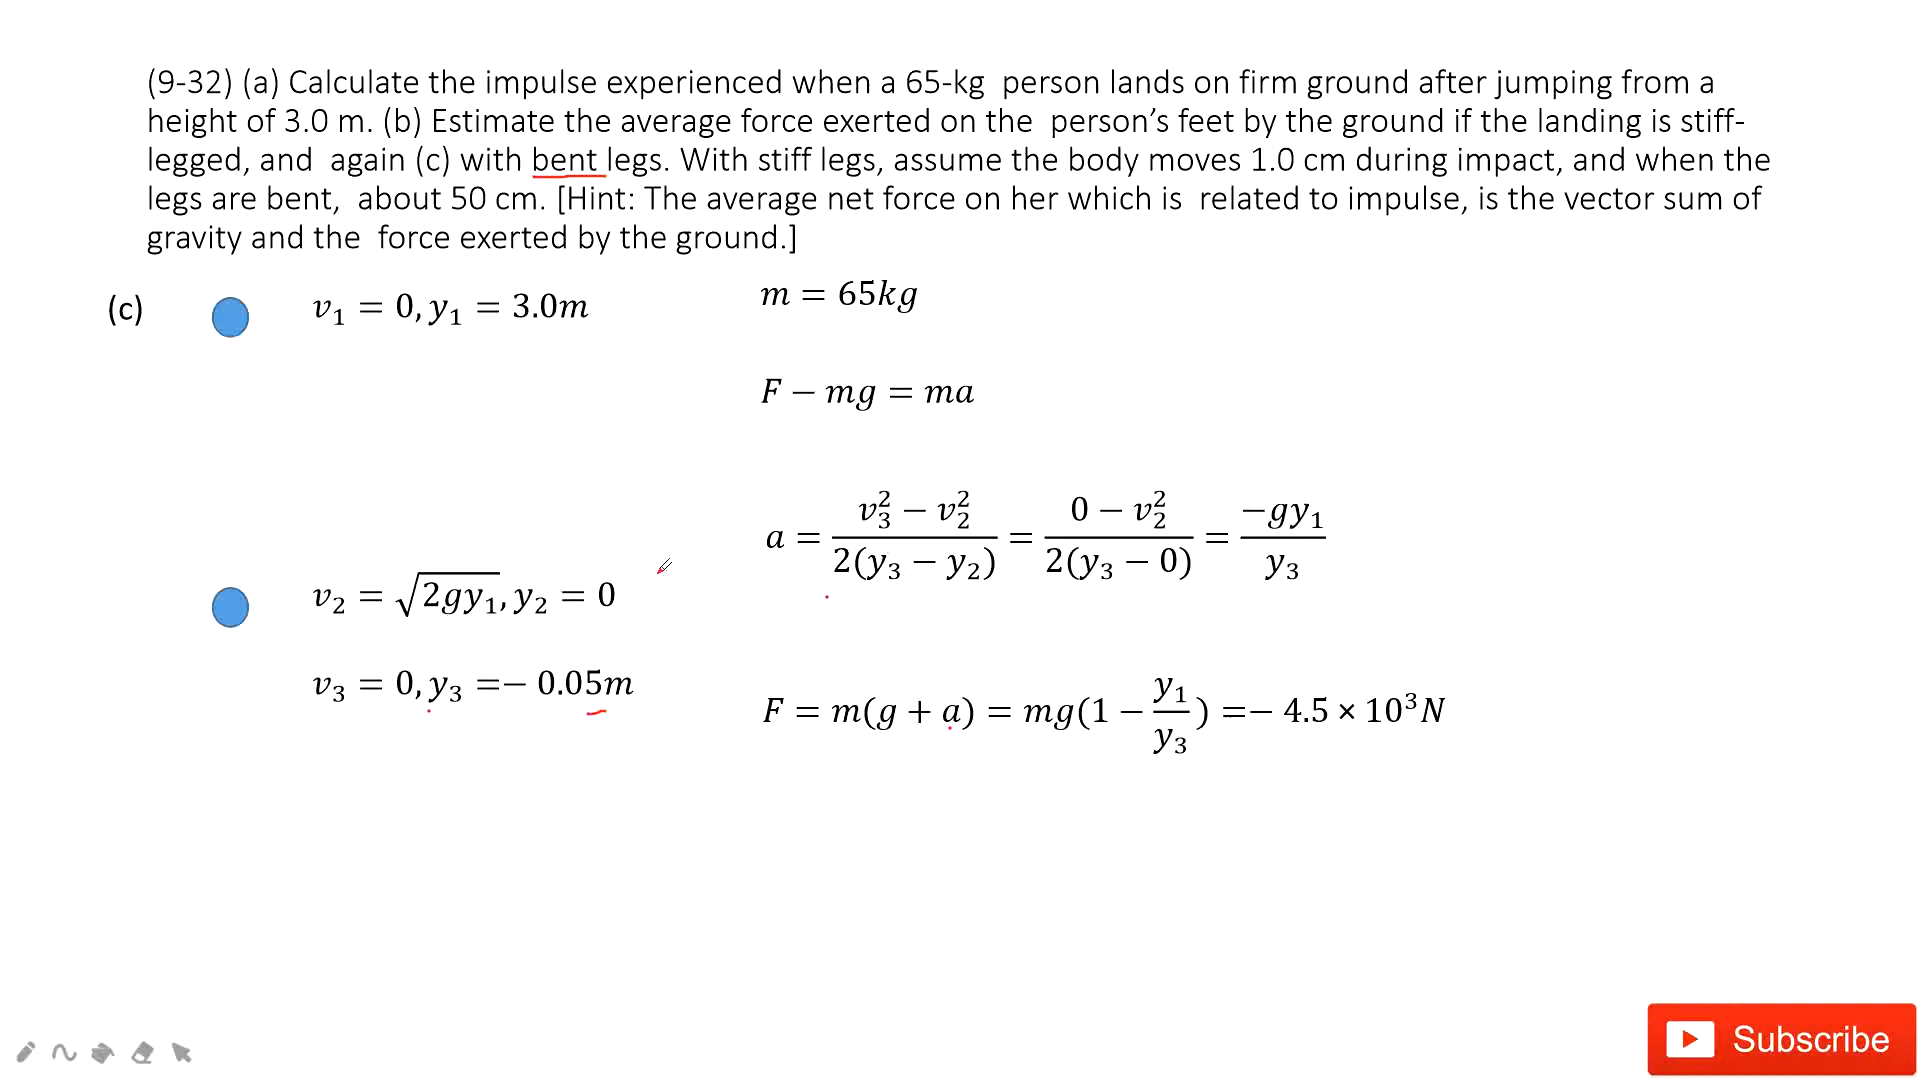 (9-32) (a) Calculate the impulse experienced when a 65-kg person lands on firm ground after jumping from a
height of 3.0 m. (b) Estimate the average force exerted on the person’s feet by the ground if the landing is stiff-
legged, and again (c) with bent legs. With stiff legs, assume the body moves 1.0 cm during impact, and when the
legs are bent, about 50 cm. [Hint: The average net force on her which is related to impulse, is the vector sum of
gravity and the force exerted by the ground.]
(c)
v₁ = 0, y₁ = 3.0m
m = 65kg
F − mg = ma
a = (v₃² − v₂²)/(2(y₃ − y₂)) = (0 − v₂²)/(2(y₃ − 0)) = (−gy₁)/y₃
v₂ = √(2gy₁), y₂ = 0
v₃ = 0, y₃ =− 0.05m
F = m(g + a) = mg(1 − y₁/y₃) =− 4.5 × 10³N
Subscribe